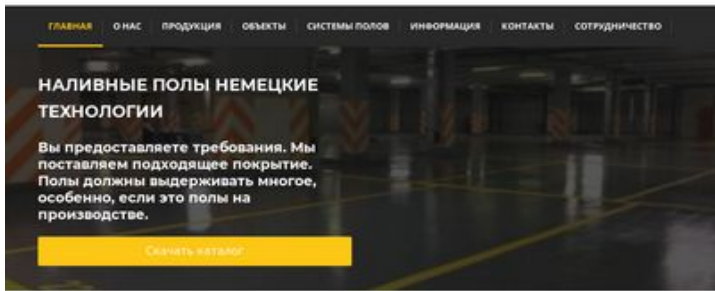 ГЛАВНАЯ О НАС ПРОДУКЦИЯ ОБЪЕКТЫ СИСТЕМЫ ПОЛОВ ИНФОРМАЦИЯ КОНТАКТЫ СОТРУДНИЧЕСТВО
НАЛИВНЫЕ ПОЛЫ НЕМЕЦКИЕ
ТЕХНОЛОГИИ
Вы предоставляете требования. Мы
поставляем подходящее покрытие.
Полы должны выдерживать многое,
особенно, если это полы на
производстве.
Скачать каталог